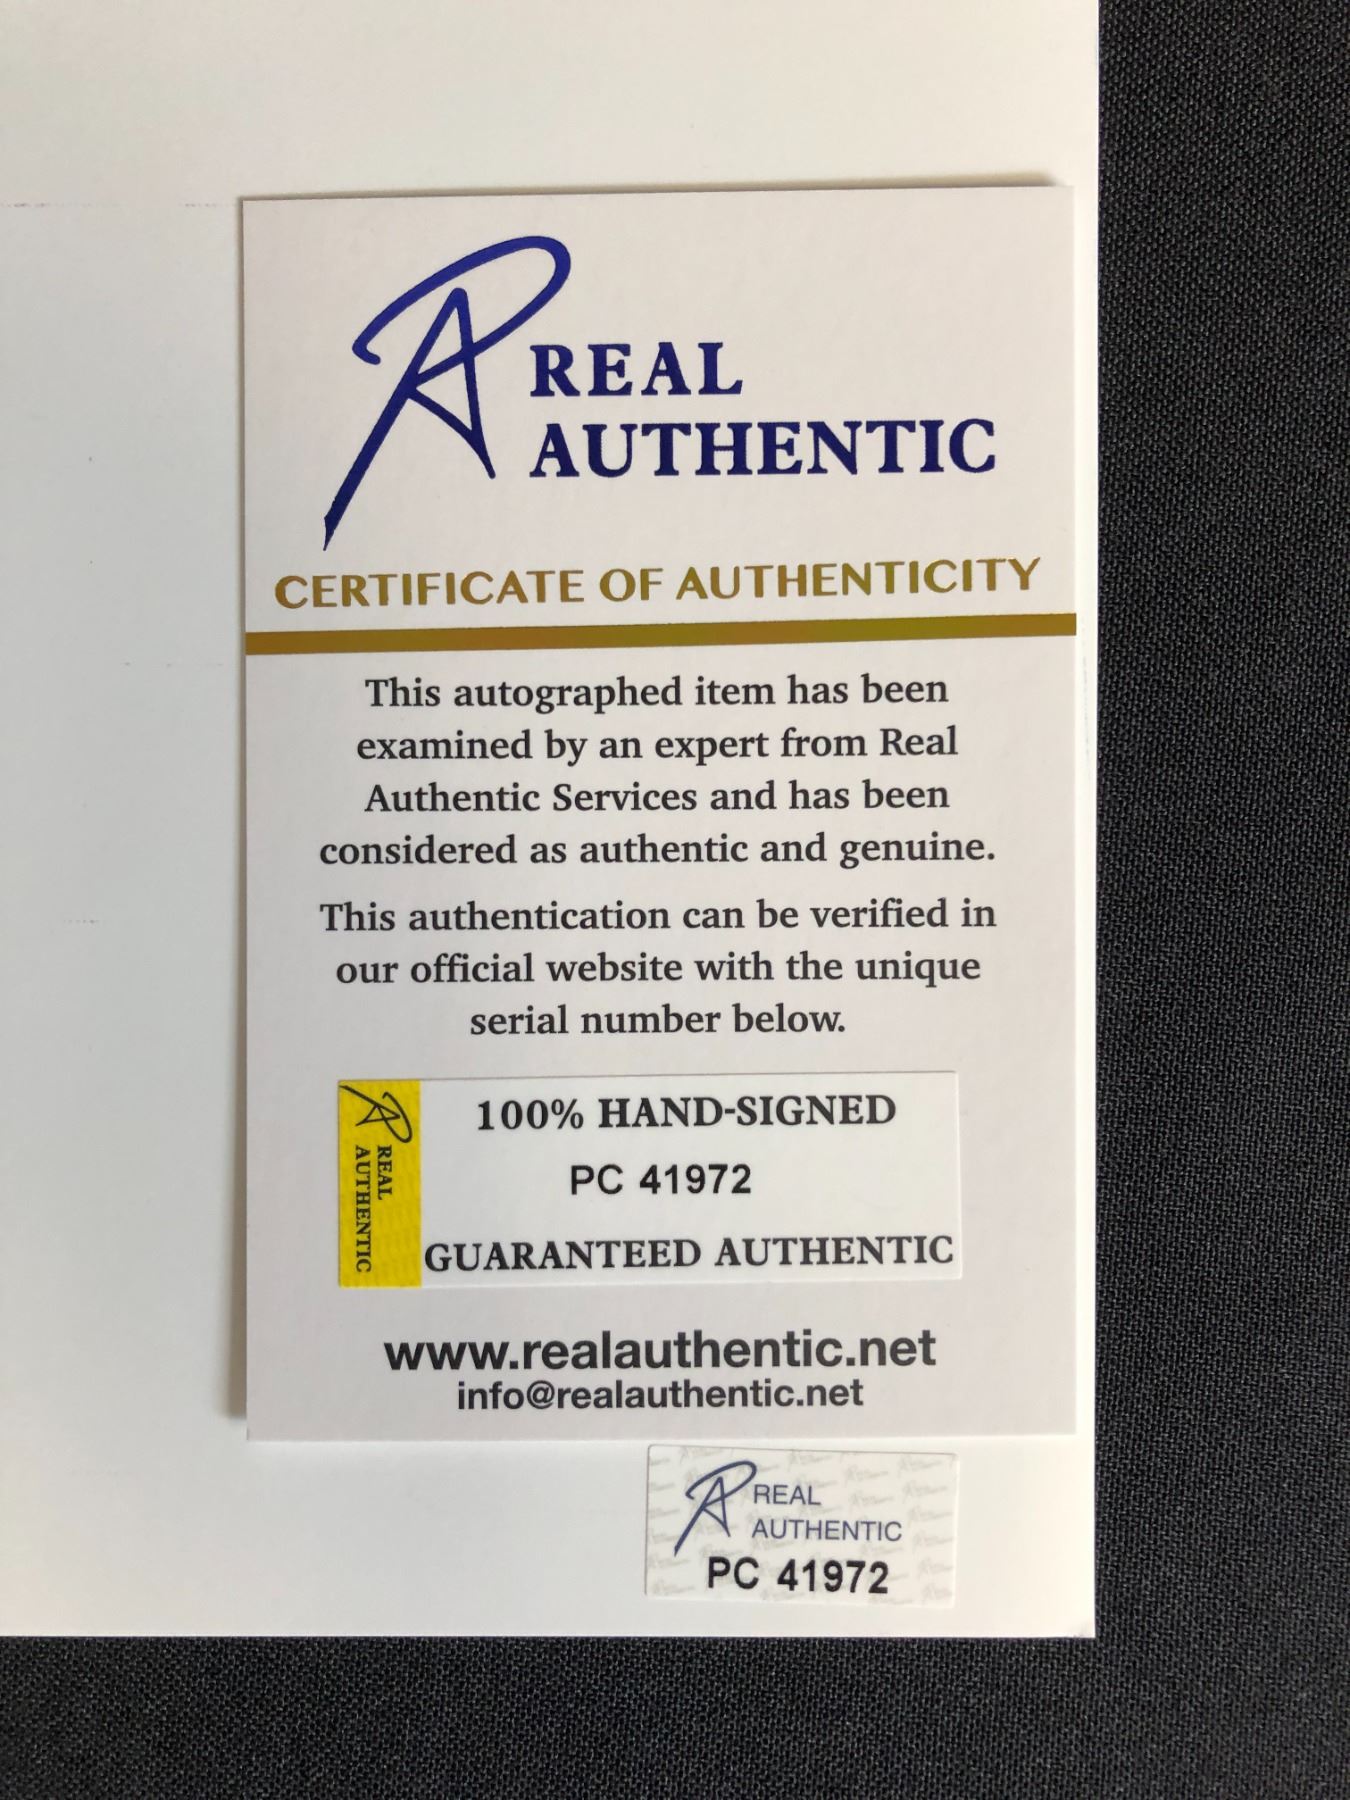 REAL
AUTHENTIC
CERTIFICATE OF AUTHENTICITY
This autographed item has been
examined by an expert from Real
Authentic Services and has been
considered as authentic and genuine.
This authentication can be verified in
our official website with the unique
serial number below.
REAL
AUTHENTIC
100% HAND-SIGNED
PC 41972
GUARANTEED AUTHENTIC
www.realauthentic.net
info@realauthentic.net
REAL
AUTHENTIC
PC 41972